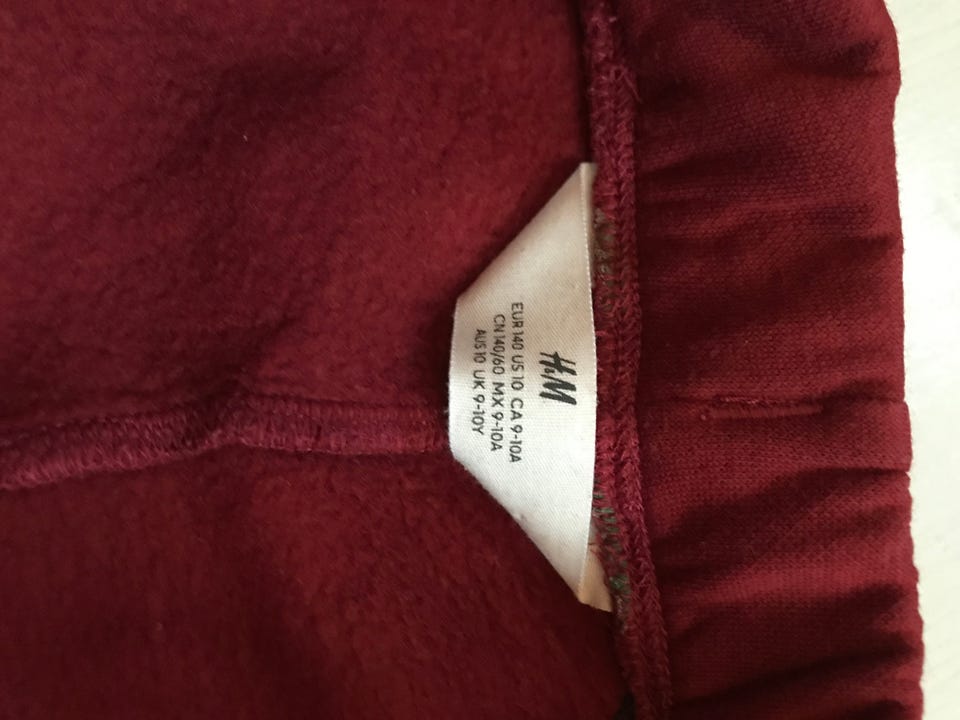 H&M
EUR 140 US 10 CA 9-10A
CN 140/60 MX 9-10A
AUS 10 UK 9-10Y